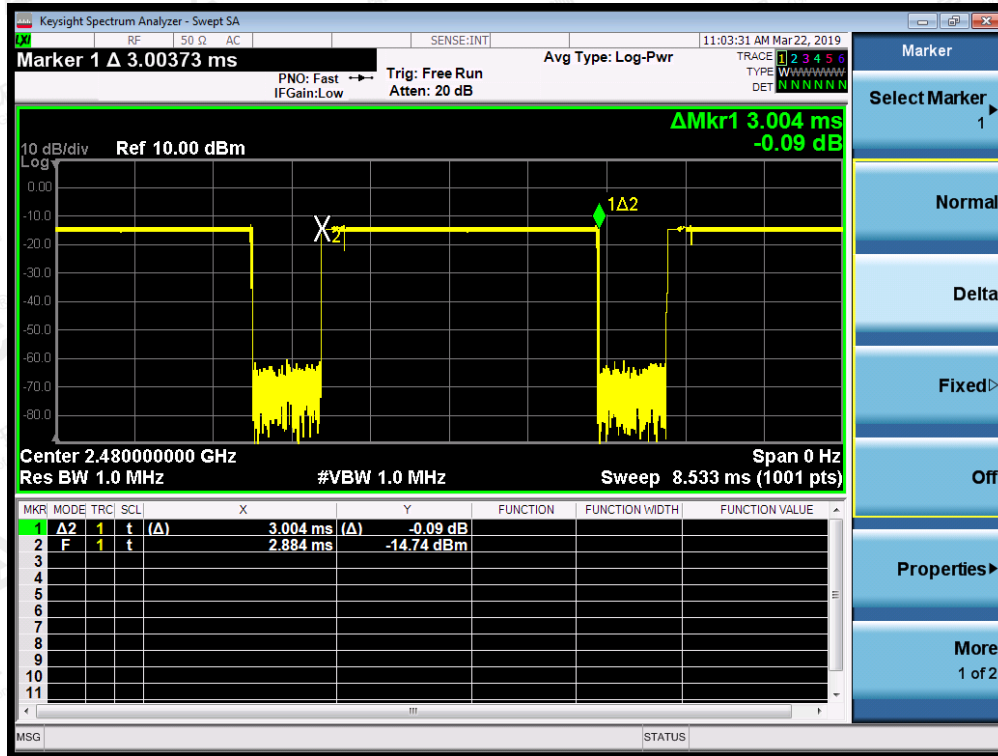 Keysight Spectrum Analyzer - Swept SA
LXI RF 50 Ω AC SENSE:INT 11:03:31 AM Mar 22, 2019
Marker 1 Δ 3.00373 ms
PNO: Fast
IFGain:Low
Trig: Free Run
Atten: 20 dB
Avg Type: Log-Pwr
TRACE 1 2 3 4 5 6
TYPE WWWWWW
DET N N N N N N
ΔMkr1 3.004 ms
-0.09 dB
10 dB/div Ref 10.00 dBm
Log
0.00
-10.0
-20.0
-30.0
-40.0
-50.0
-60.0
-70.0
-80.0
1Δ2
X2
Center 2.480000000 GHz Span 0 Hz
Res BW 1.0 MHz #VBW 1.0 MHz Sweep 8.533 ms (1001 pts)
MKR MODE TRC SCL X Y FUNCTION FUNCTION WIDTH FUNCTION VALUE
1 Δ2 1 t (Δ) 3.004 ms (Δ) -0.09 dB
2 F 1 t 2.884 ms -14.74 dBm
3
4
5
6
7
8
9
10
11
MSG STATUS
Marker
Select Marker
1
Normal
Delta
Fixed
Off
Properties
More
1 of 2